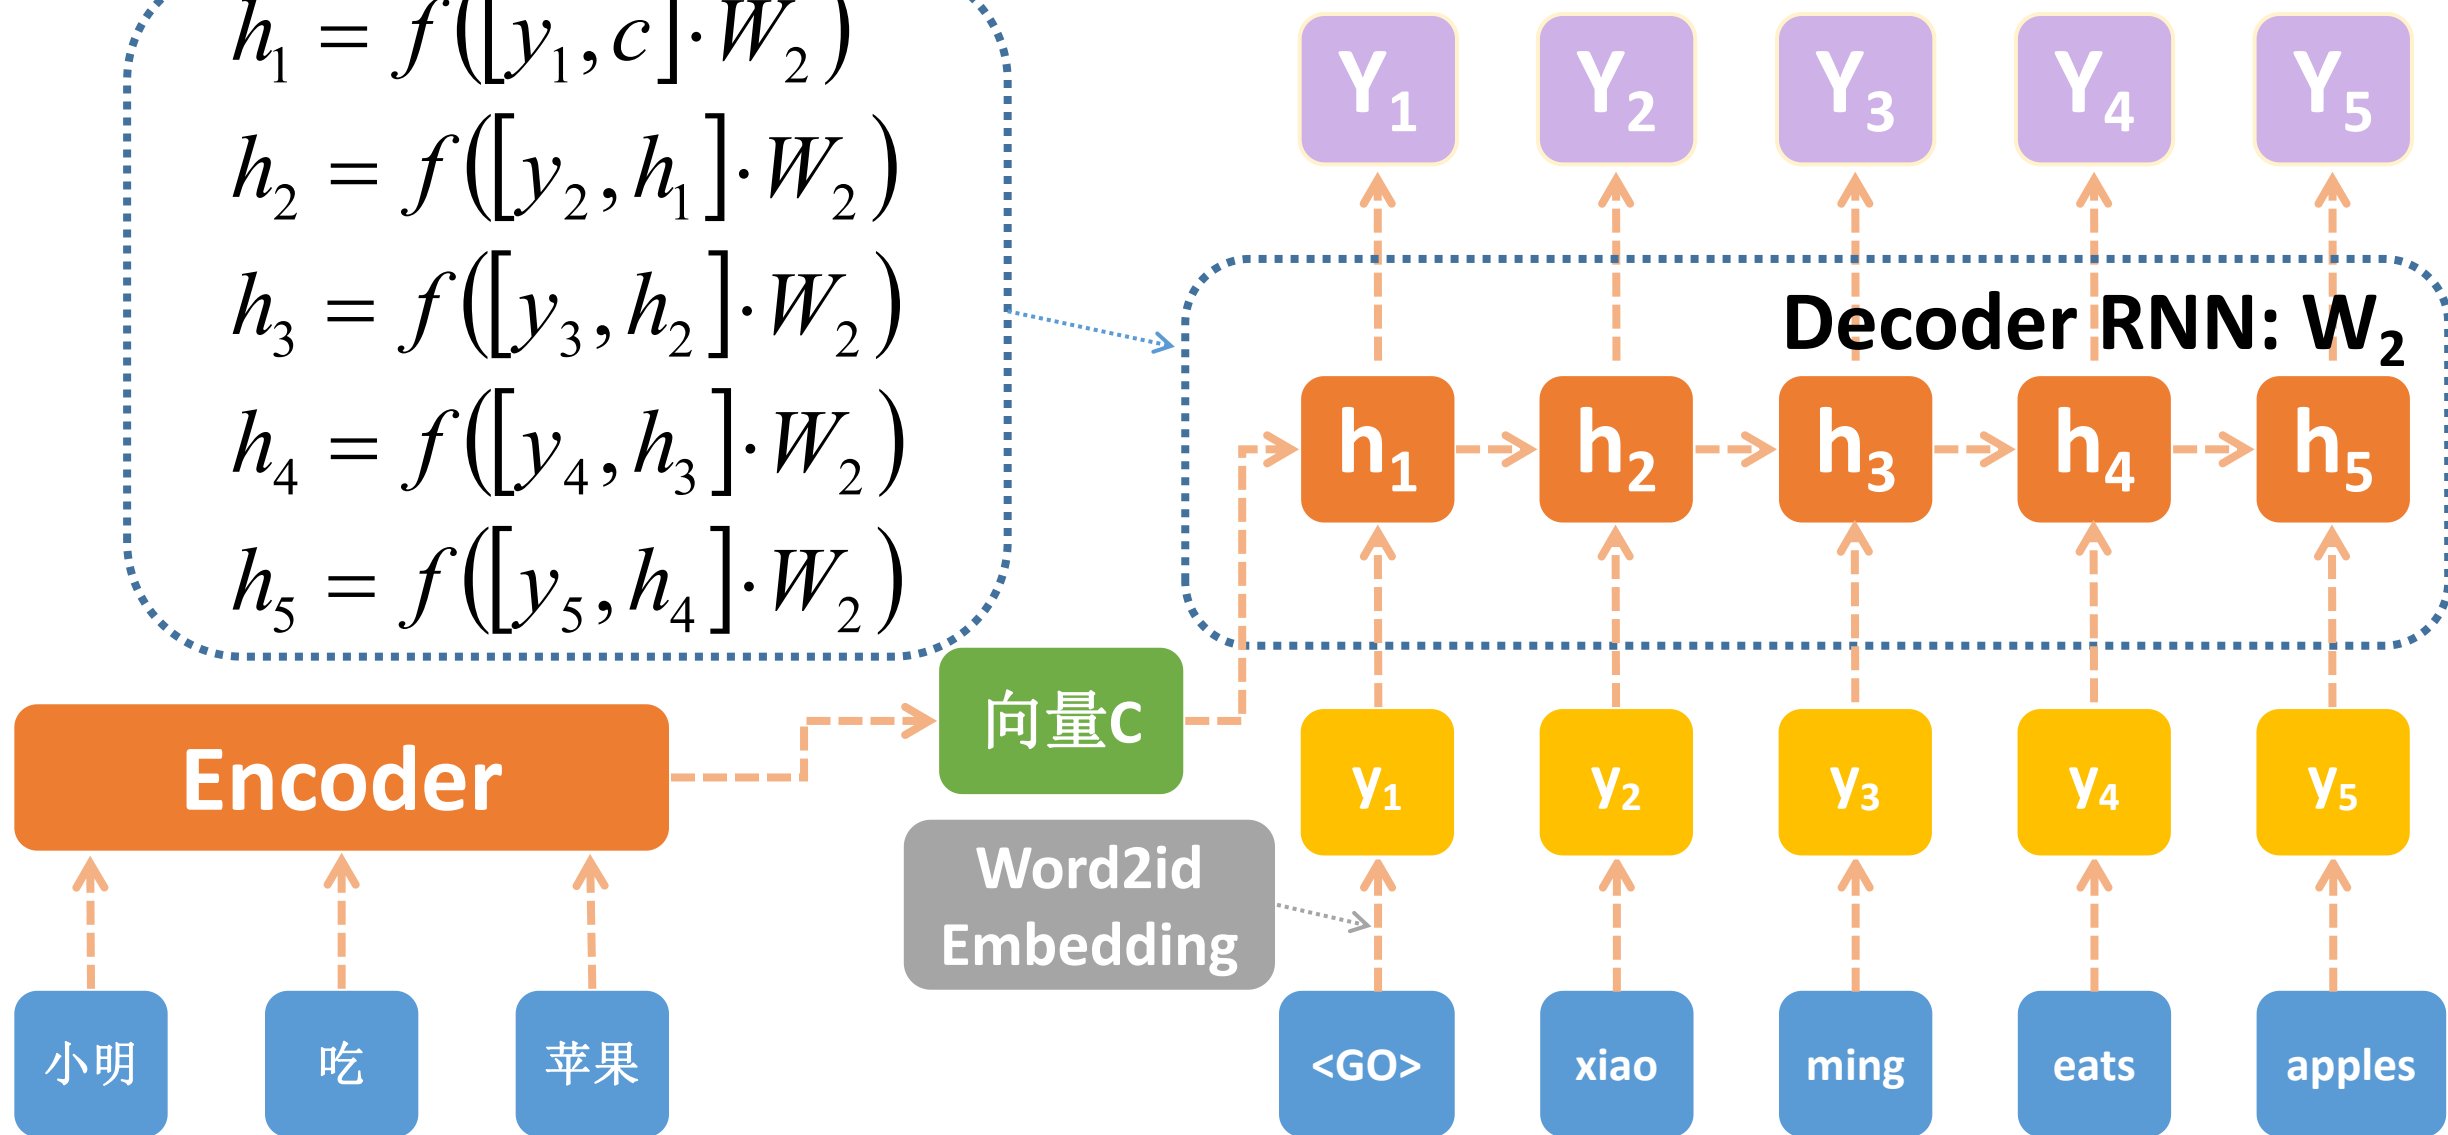 h₁ = f([y₁, c]·W₂)
h₂ = f([y₂, h₁]·W₂)
h₃ = f([y₃, h₂]·W₂)
h₄ = f([y₄, h₃]·W₂)
h₅ = f([y₅, h₄]·W₂)
Y₁ Y₂ Y₃ Y₄ Y₅
Decoder RNN: W₂
h₁ h₂ h₃ h₄ h₅
Encoder
向量C
y₁ y₂ y₃ y₄ y₅
Word2id
Embedding
小明 吃 苹果
<GO> xiao ming eats apples